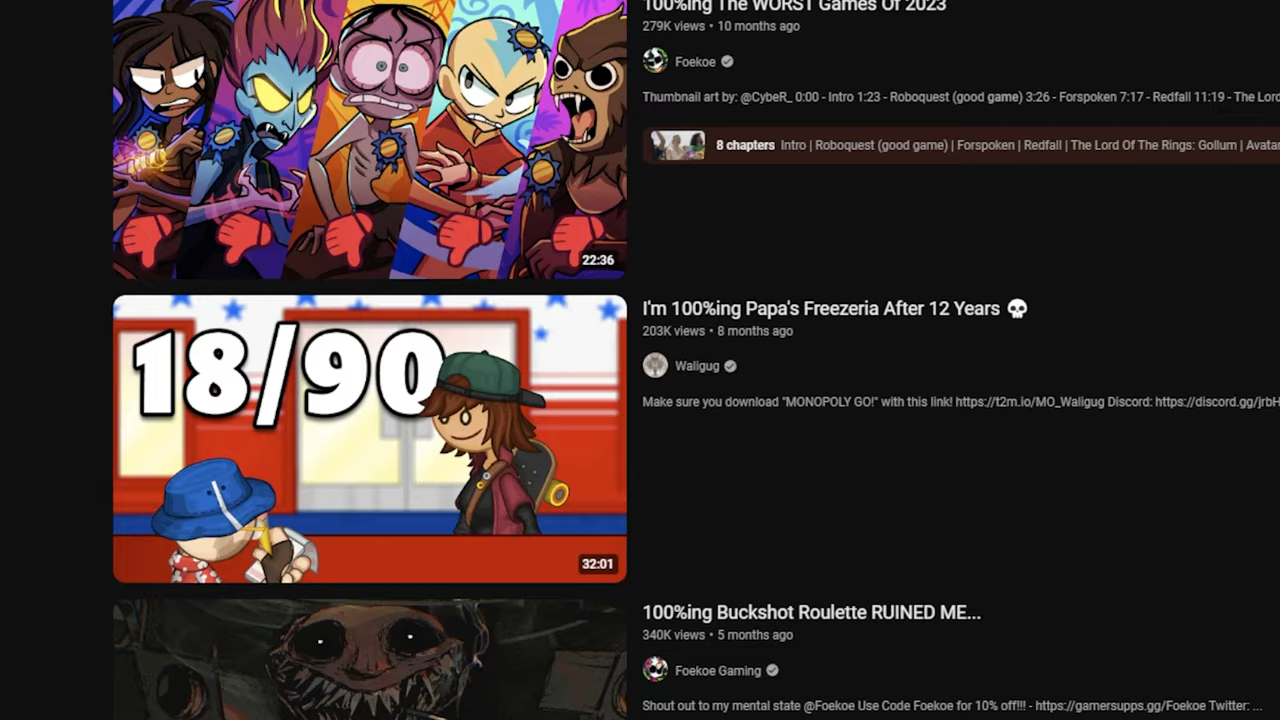 100%ing The WORST Games Of 2023
279K views • 10 months ago
Foekoe
Thumbnail art by: @CybeR_ 0:00 - Intro 1:23 - Roboquest (good game) 3:26 - Forspoken 7:17 - Redfall 11:19 - The Lord
8 chapters Intro | Roboquest (good game) | Forspoken | Redfall | The Lord Of The Rings: Gollum |
22:36
18/90
32:01
I'm 100%ing Papa's Freezeria After 12 Years 💀
203K views • 8 months ago
Waligug
Make sure you download "MONOPOLY GO!" with this link! https://t2m.io/MO_Waligug Discord: https://discord.gg/jrbH
100%ing Buckshot Roulette RUINED ME...
340K views • 5 months ago
Foekoe Gaming
Shout out to my mental state @Foekoe Use Code Foekoe for 10% off!!! - https://gamersupps.gg/Foekoe Twitter: ...